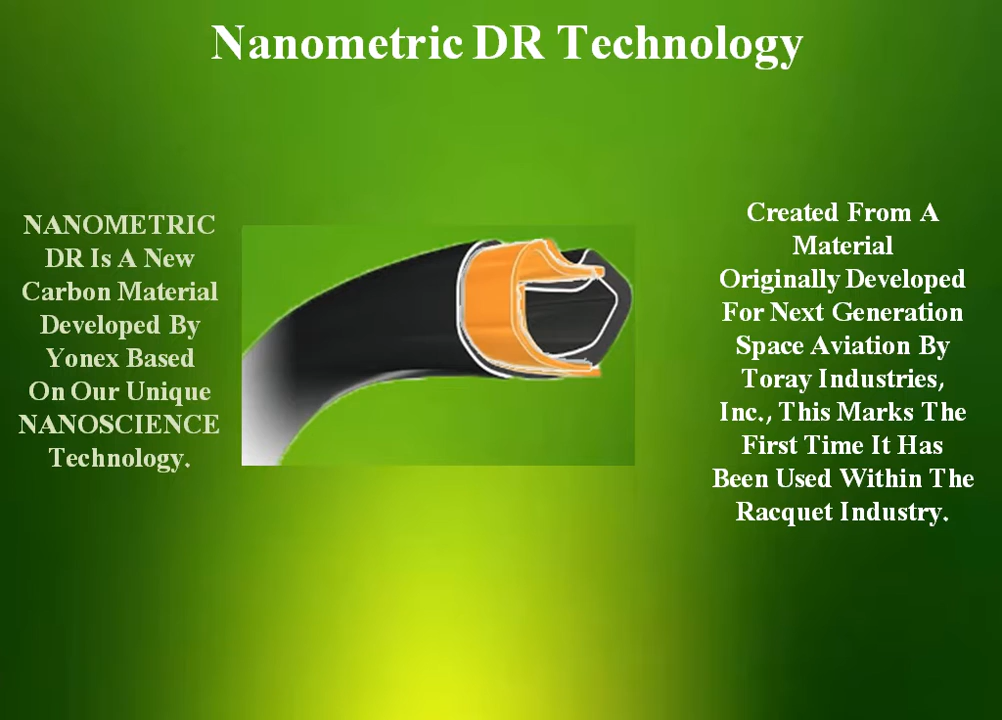 Nanometric DR Technology
NANOMETRIC
DR Is A New
Carbon Material
Developed By
Yonex Based
On Our Unique
NANOSCIENCE
Technology.
Created From A
Material
Originally Developed
For Next Generation
Space Aviation By
Toray Industries,
Inc., This Marks The
First Time It Has
Been Used Within The
Racquet Industry.